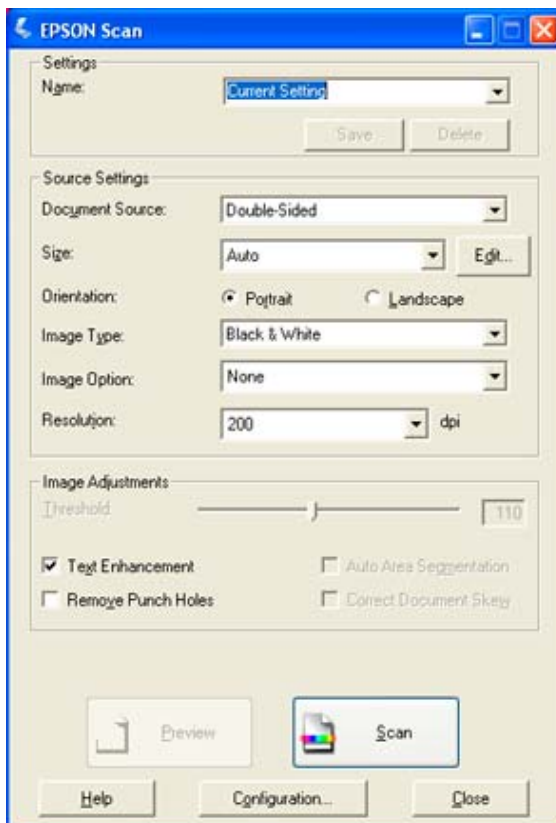 EPSON Scan
Settings
Name: Current Setting
Save Delete
Source Settings
Document Source: Double-Sided
Size: Auto Edit...
Orientation: Portrait Landscape
Image Type: Black & White
Image Option: None
Resolution: 200 dpi
Image Adjustments
Threshold 110
Text Enhancement Auto Area Segmentation
Remove Punch Holes Correct Document Skew
Preview Scan
Help Configuration... Close